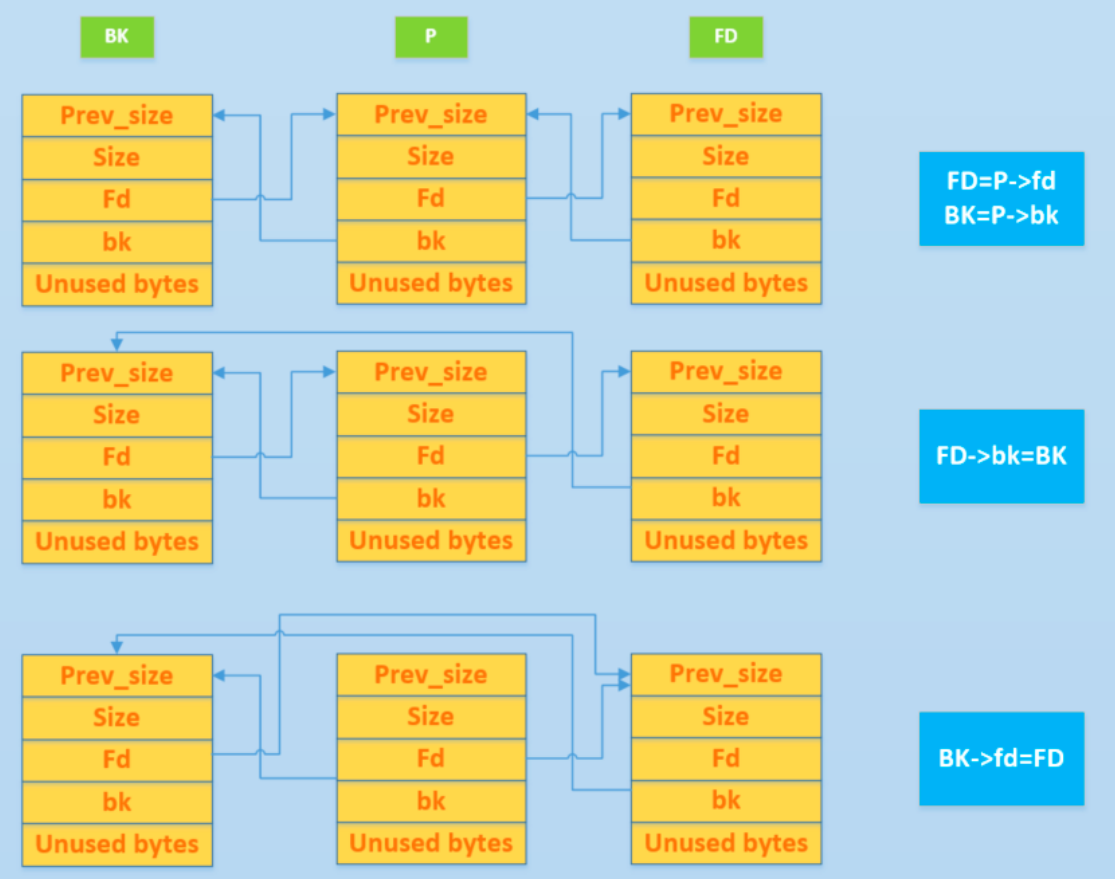 BK
P
FD
Prev_size
Size
Fd
bk
Unused bytes
Prev_size
Size
Fd
bk
Unused bytes
Prev_size
Size
Fd
bk
Unused bytes
FD=P->fd
BK=P->bk
Prev_size
Size
Fd
bk
Unused bytes
Prev_size
Size
Fd
bk
Unused bytes
Prev_size
Size
Fd
bk
Unused bytes
FD->bk=BK
Prev_size
Size
Fd
bk
Unused bytes
Prev_size
Size
Fd
bk
Unused bytes
Prev_size
Size
Fd
bk
Unused bytes
BK->fd=FD